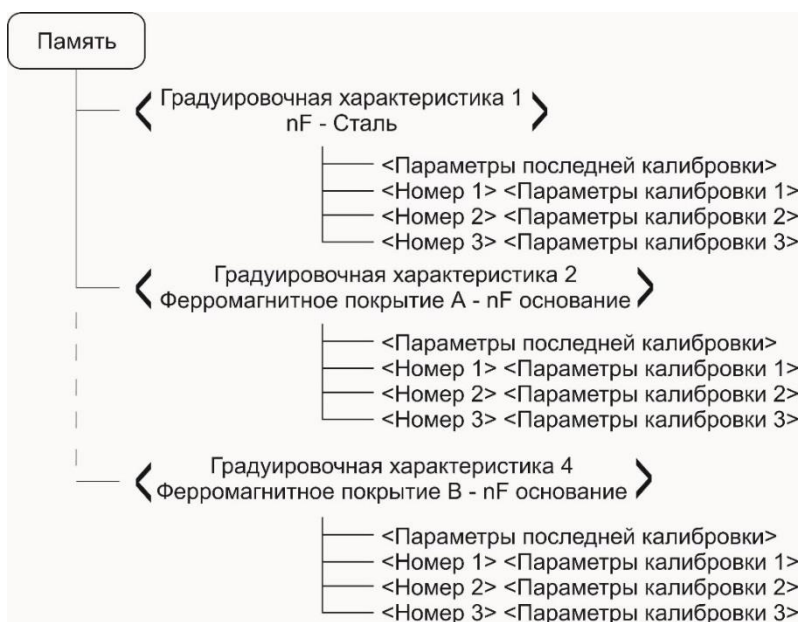 Память
Градуировочная характеристика 1
nF - Сталь
<Параметры последней калибровки>
<Номер 1> <Параметры калибровки 1>
<Номер 2> <Параметры калибровки 2>
<Номер 3> <Параметры калибровки 3>
Градуировочная характеристика 2
Ферромагнитное покрытие А - nF основание
<Параметры последней калибровки>
<Номер 1> <Параметры калибровки 1>
<Номер 2> <Параметры калибровки 2>
<Номер 3> <Параметры калибровки 3>
Градуировочная характеристика 4
Ферромагнитное покрытие В - nF основание
<Параметры последней калибровки>
<Номер 1> <Параметры калибровки 1>
<Номер 2> <Параметры калибровки 2>
<Номер 3> <Параметры калибровки 3>